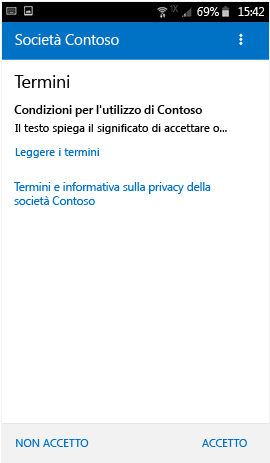 69% 15:42
Società Contoso
Termini
Condizioni per l'utilizzo di Contoso
Il testo spiega il significato di accettare o...
Leggere i termini
Termini e informativa sulla privacy della
società Contoso
NON ACCETTO ACCETTO